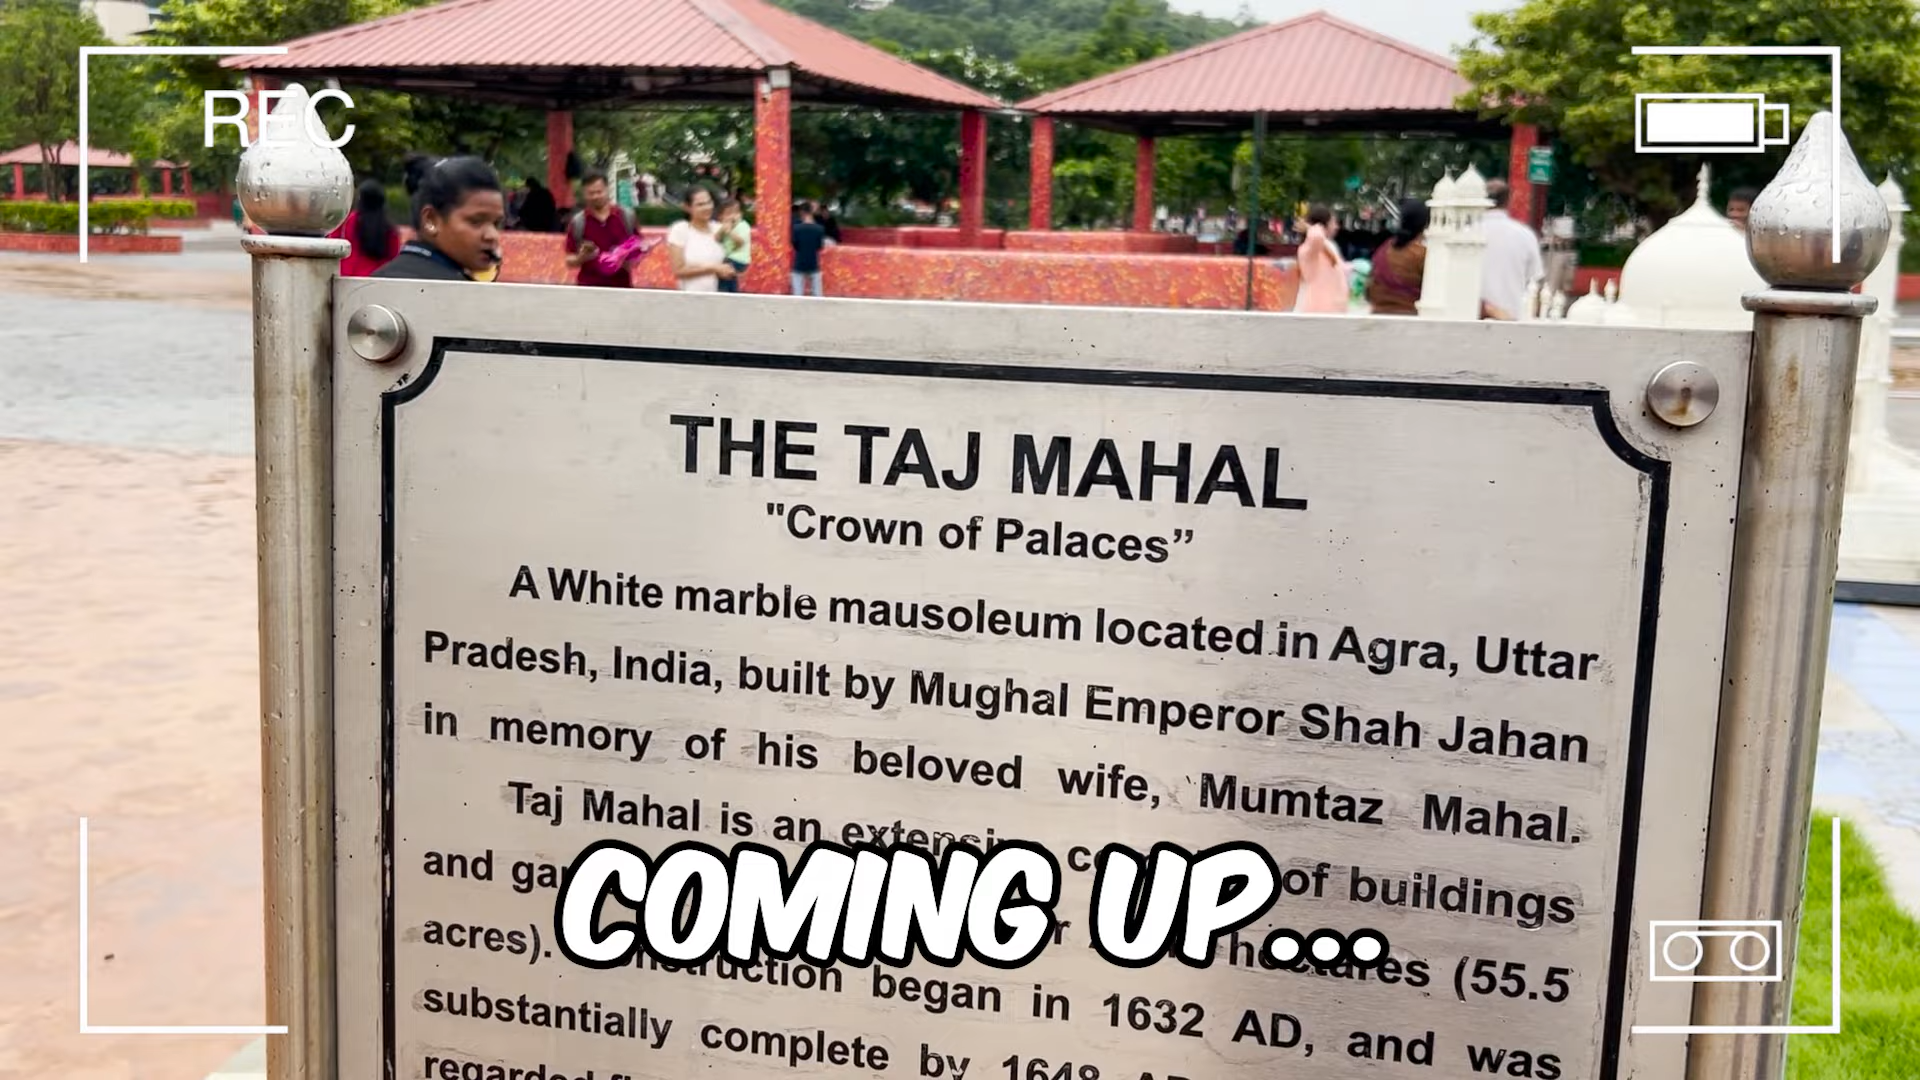 REC
THE TAJ MAHAL
"Crown of Palaces”
A White marble mausoleum located in Agra, Uttar
Pradesh, India, built by Mughal Emperor Shah Jahan
in memory of his beloved wife, Mumtaz Mahal.
Taj Mahal is an of buildings
and
acres). began in 1632 AD, and was
hectares (55.5
substantially complete by 1648
COMING UP...